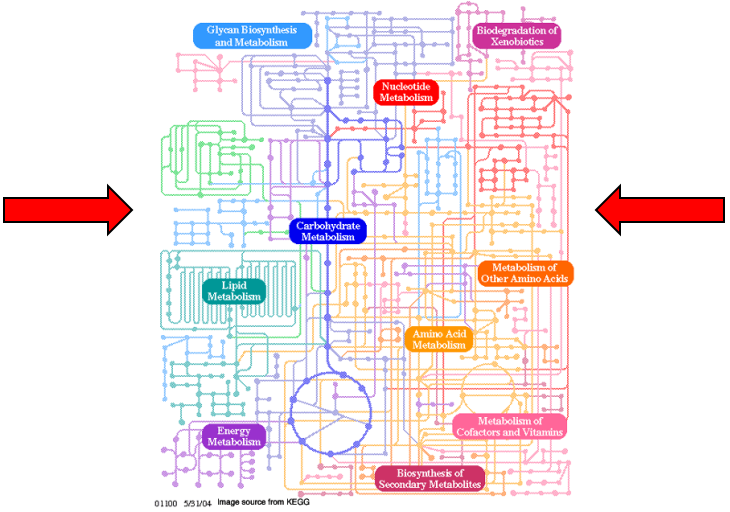 Glycan Biosynthesis
and Metabolism
Biodegradation of
Xenobiotics
Nucleotide
Metabolism
Carbohydrate
Metabolism
Lipid
Metabolism
Metabolism of
Other Amino Acids
Amino Acid
Metabolism
Energy
Metabolism
Metabolism of
Cofactors and Vitamins
Biosynthesis of
Secondary Metabolites
01100 5/31/04 Image source from KEGG